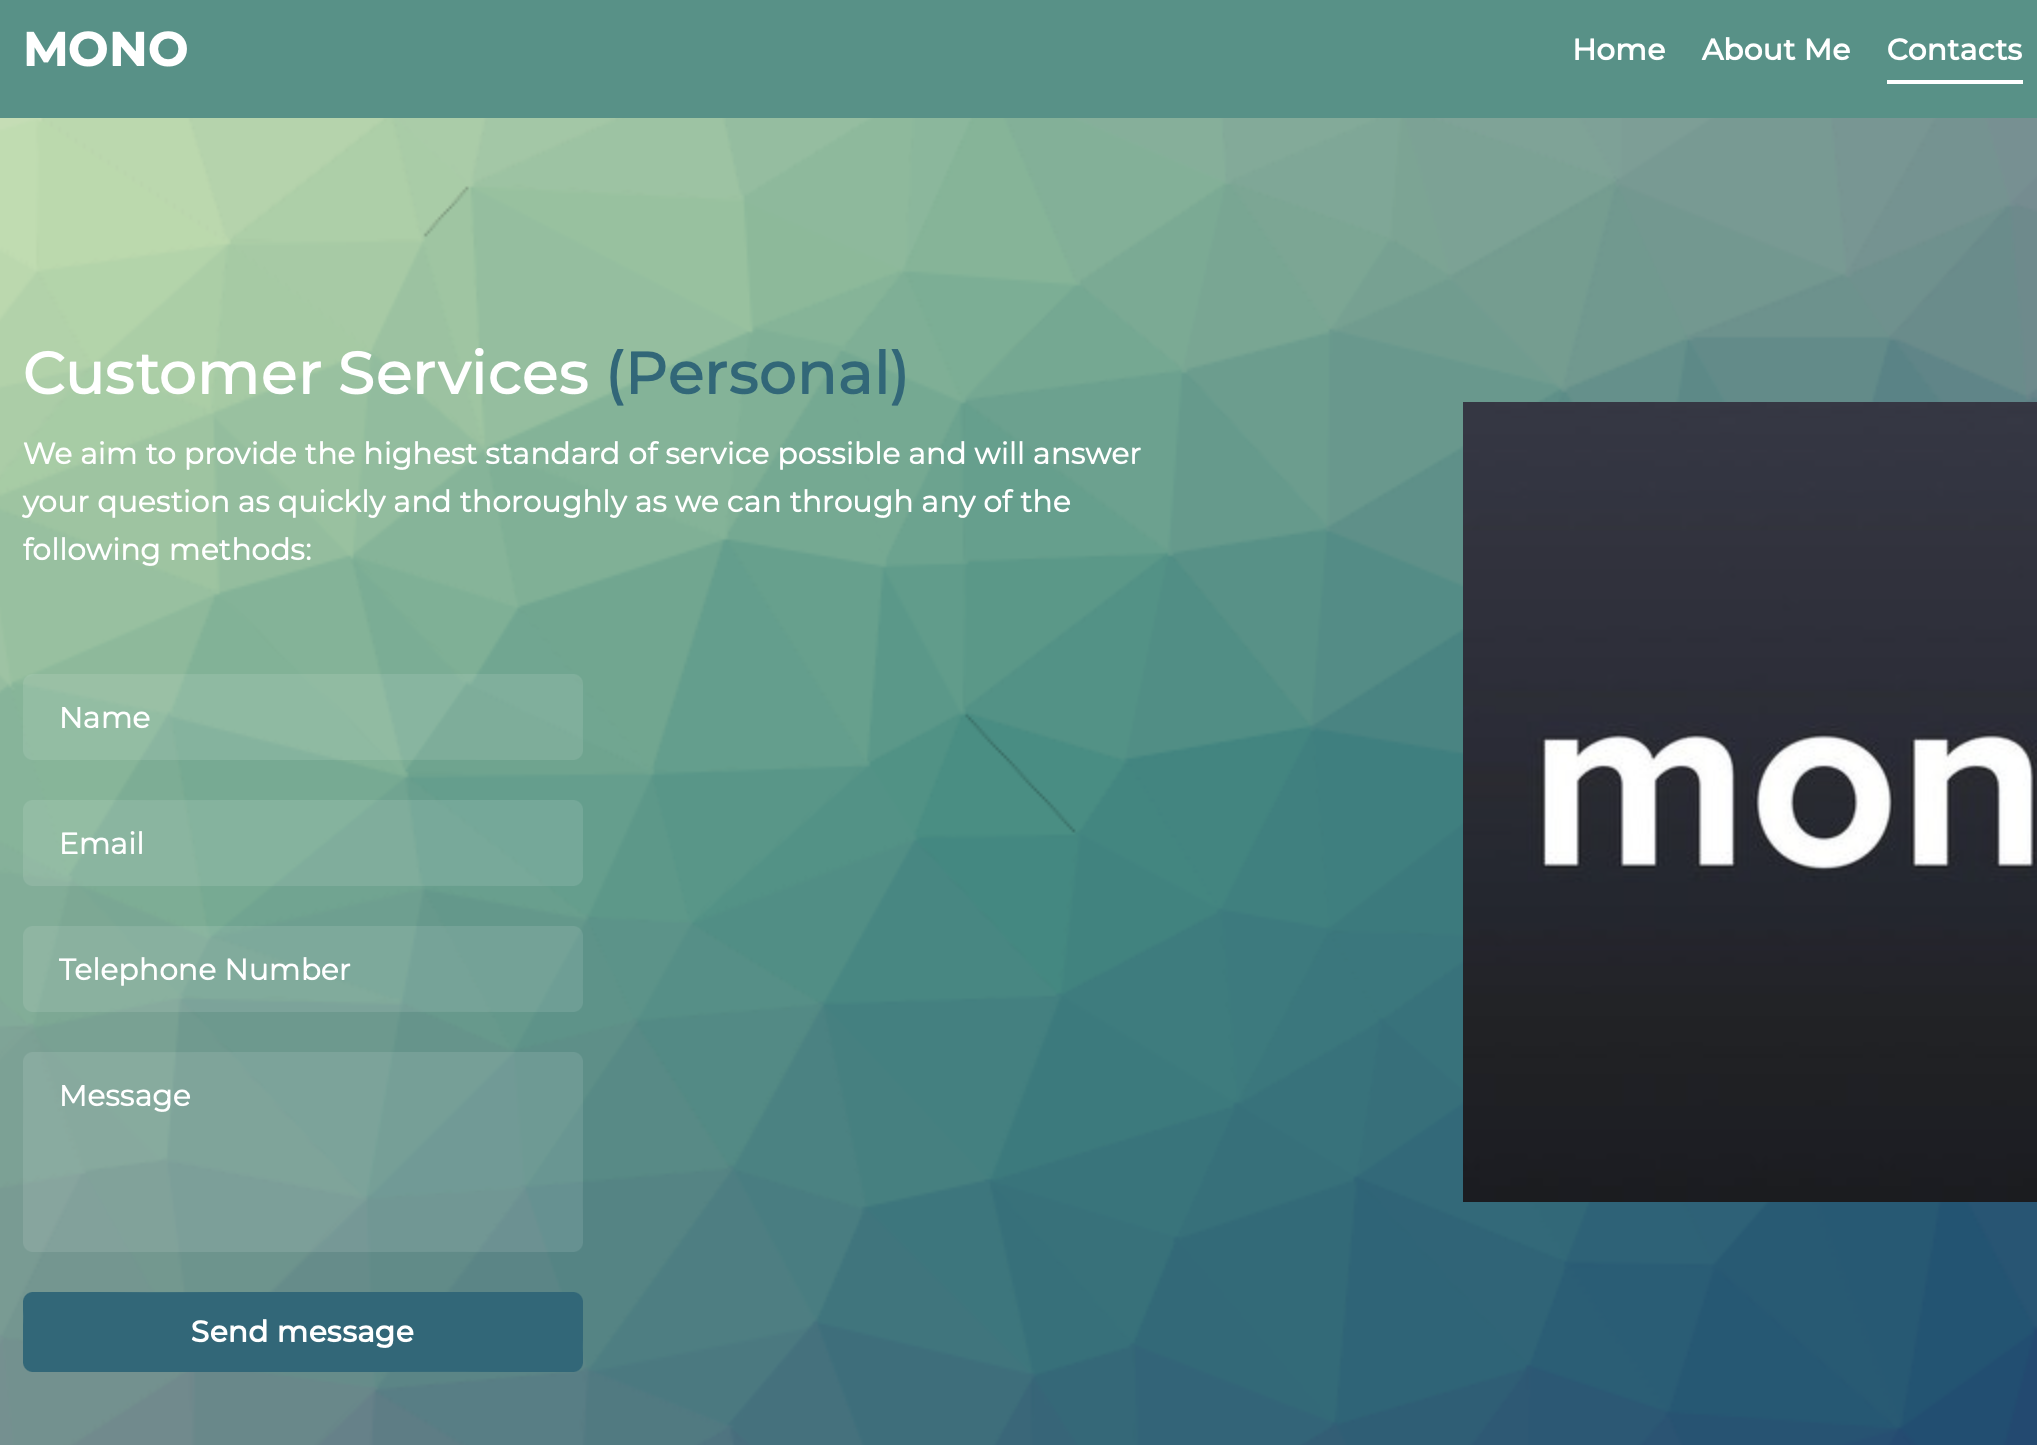 MONO
Home
About Me
Contacts
Customer Services (Personal)
We aim to provide the highest standard of service possible and will answer
your question as quickly and thoroughly as we can through any of the
following methods:
Name
Email
Telephone Number
Message
Send message
mon